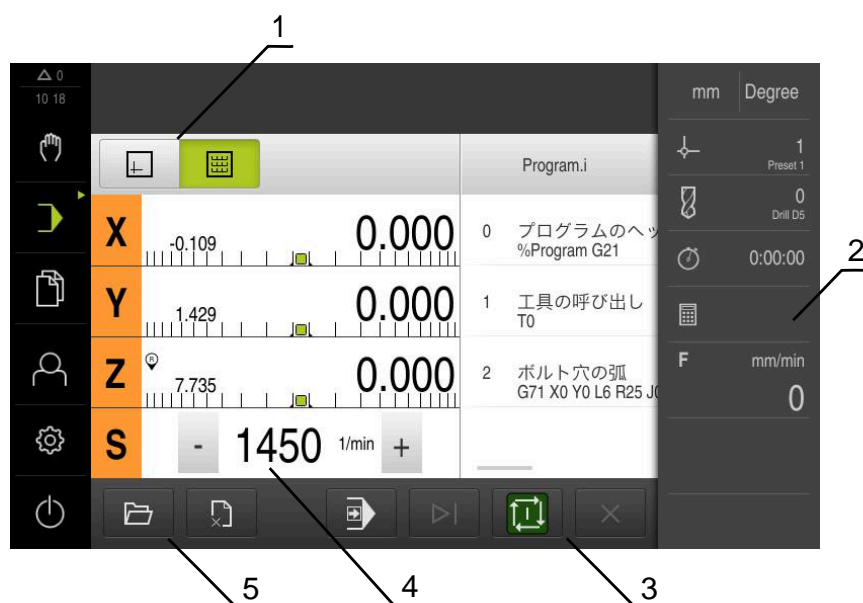 1
0
10 18
mm Degree
Program.i
1
Preset 1
X -0.109 0.000
0 プログラムのヘッ
%Program G21
0
Drill D5
0:00:00
2
Y 1.429 0.000
1 工具の呼び出し
T0
Z R 7.735 0.000
2 ボルト穴の弧
G71 X0 Y0 L6 R25 J0
F mm/min
0
S - 1450 1/min +
5
4
3